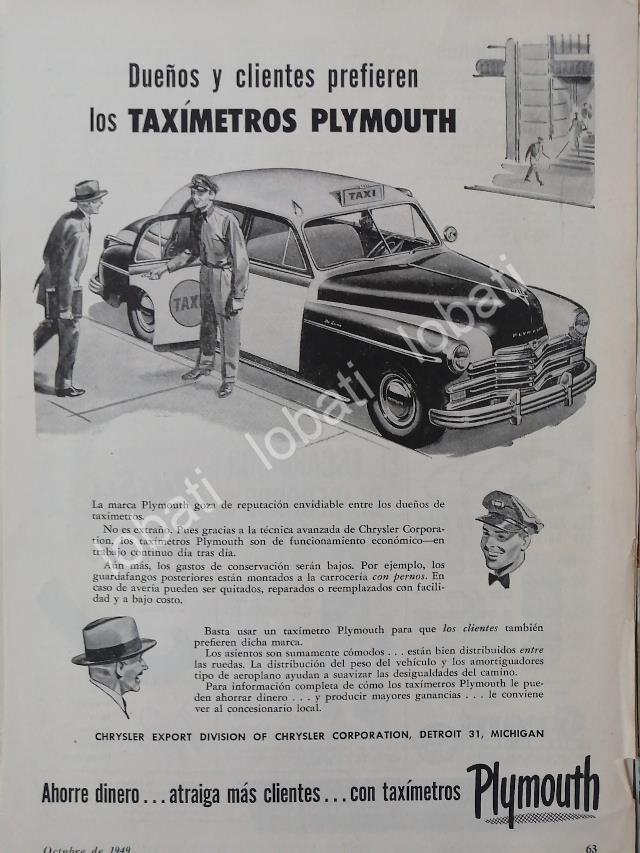 Dueños y clientes prefieren
los TAXÍMETROS PLYMOUTH
TAXI
TAXI
De Luxe
PLYMOUTH
lobati lobati lobati lobati lobati
La marca Plymouth goza de reputación envidiable entre los dueños de
taxímetros.
No es extraño. Pues gracias a la técnica avanzada de Chrysler Corpora-
tion, los taxímetros Plymouth son de funcionamiento económico—en
trabajo continuo día tras día.
Aún más, los gastos de conservación serán bajos. Por ejemplo, los
guardafangos posteriores están montados a la carrocería con pernos. En
caso de avería pueden ser quitados, reparados o reemplazados con facili-
dad y a bajo costo.
Basta usar un taxímetro Plymouth para que los clientes también
prefieren dicha marca.
Los asientos son sumamente cómodos . . . están bien distribuidos entre
las ruedas. La distribución del peso del vehículo y los amortiguadores
tipo de aeroplano ayudan a suavizar las desigualdades del camino.
Para información completa de cómo los taxímetros Plymouth le pue-
den ahorrar dinero . . . y producir mayores ganancias . . . le conviene
ver al concesionario local.
CHRYSLER EXPORT DIVISION OF CHRYSLER CORPORATION, DETROIT 31, MICHIGAN
Ahorre dinero... atraiga más clientes... con taxímetros Plymouth
Octubre de 1949 63